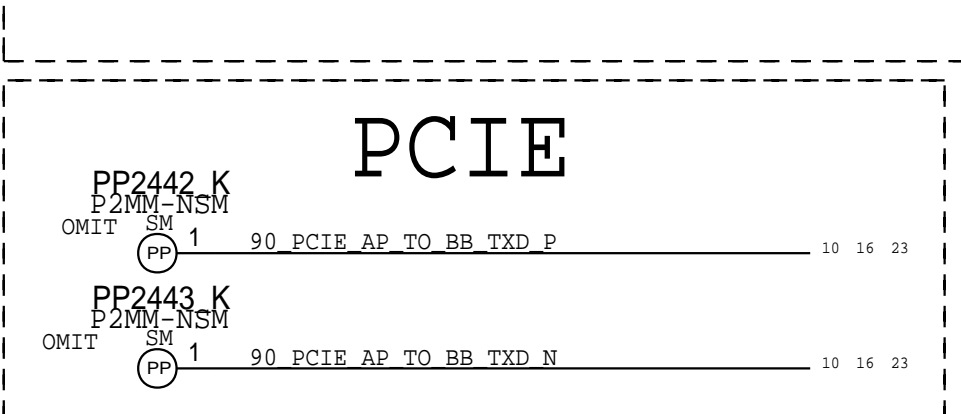 PCIE
PP2442_K
P2MM-NSM
OMIT SM
PP 1 90_PCIE_AP_TO_BB_TXD_P 10 16 23
PP2443_K
P2MM-NSM
OMIT SM
PP 1 90_PCIE_AP_TO_BB_TXD_N 10 16 23